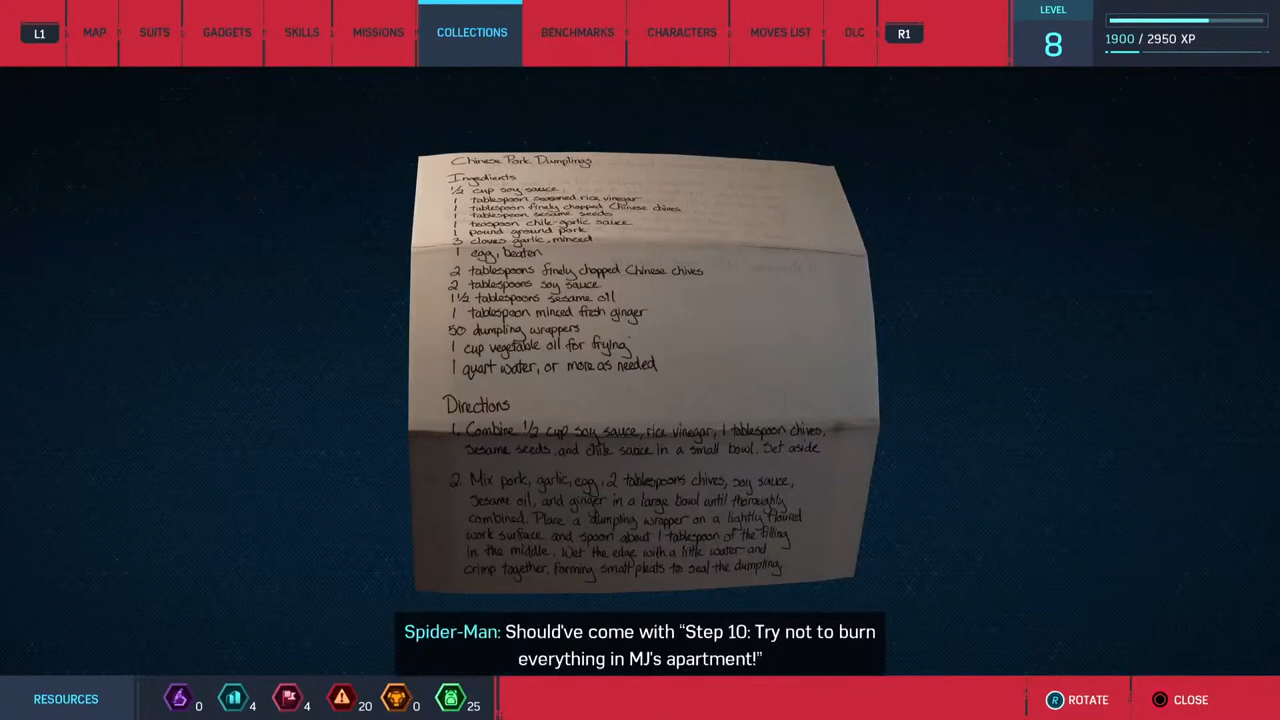 L1 MAP SUITS GADGETS SKILLS MISSIONS COLLECTIONS BENCHMARKS CHARACTERS MOVES LIST DLC R1
LEVEL
8
1900 / 2950 XP
Chinese Pork Dumplings
Ingredients
1/2 cup soy sauce
1 tablespoon seasoned rice vinegar
1 tablespoon finely chopped Chinese chives
1 tablespoon sesame seeds
1 teaspoon chile-garlic sauce
1 pound ground pork
3 cloves garlic, minced
1 egg, beaten
2 tablespoons finely chopped Chinese chives
2 tablespoons soy sauce
1 1/2 tablespoons sesame oil
1 tablespoon minced fresh ginger
50 dumpling wrappers
1 cup vegetable oil for frying
1 quart water, or more as needed
Directions
1. Combine 1/2 cup soy sauce, rice vinegar, 1 tablespoon chives,
sesame seeds, and chile sauce in a small bowl. Set aside
2. Mix pork, garlic, egg, 2 tablespoons chives, soy sauce,
sesame oil, and ginger in a large bowl until thoroughly
combined. Place a dumpling wrapper on a lightly floured
work surface and spoon about 1 tablespoon of the filling
in the middle. Wet the edge with a little water and
crimp together, forming small pleats to seal the dumpling.
Spider-Man: Should've come with “Step 10: Try not to burn
everything in MJ's apartment!”
RESOURCES 0 4 4 20 0 25 R ROTATE CLOSE